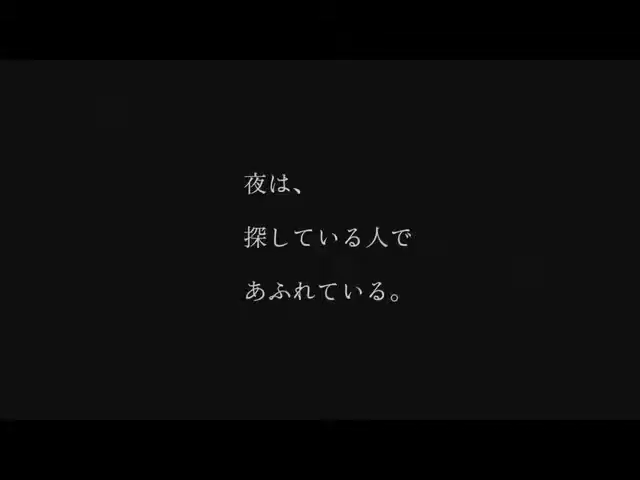 夜は、
探している人で
あふれている。